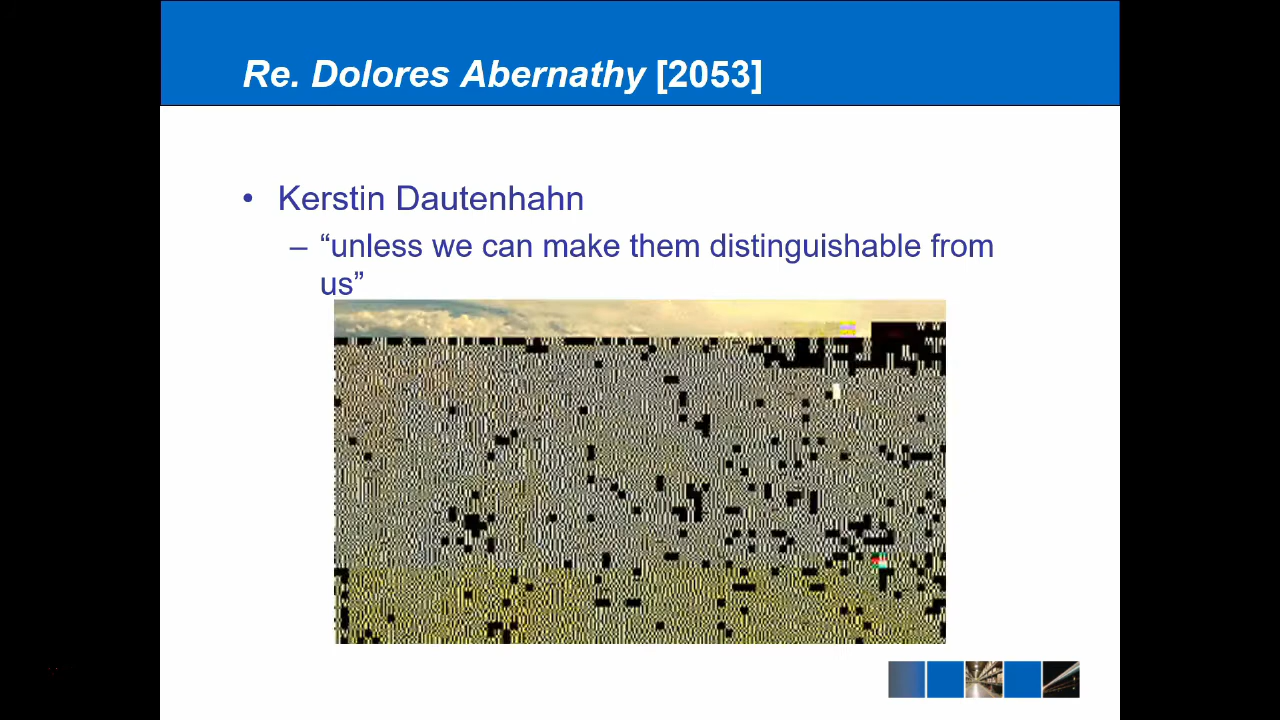 Re. Dolores Abernathy [2053]
• Kerstin Dautenhahn
– “unless we can make them distinguishable from
us”